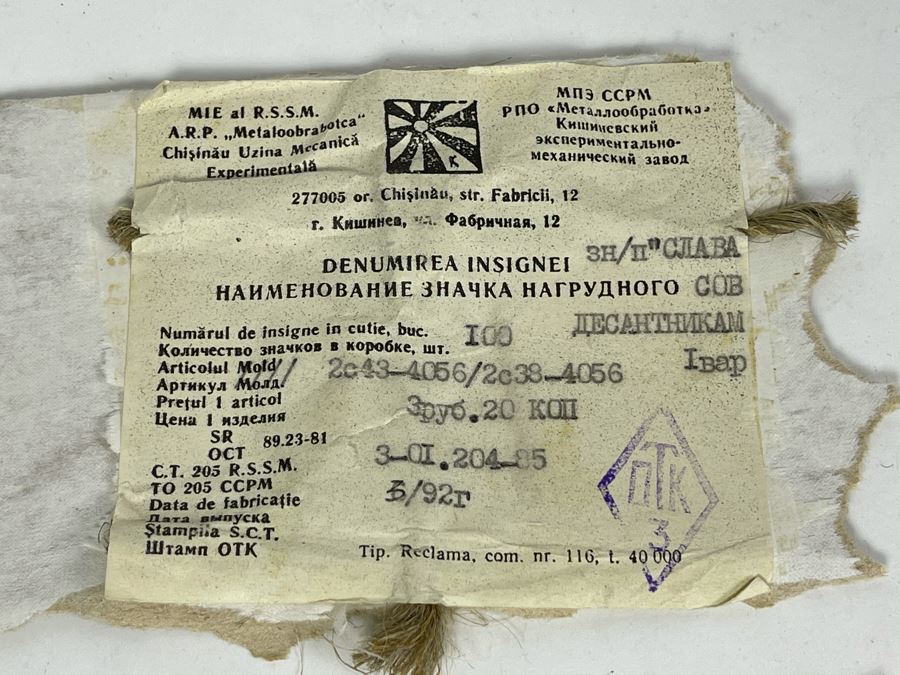 MIE al R.S.S.M.
A.R.P. „Metaloobrabotca“
Chişinău Uzina Mecanică
Experimentală
К
МПЭ ССРМ
РПО «Металлообработка»
Кишиневский
экспериментально-
механический завод
277005 or. Chişinău, str. Fabricii, 12
г. Кишинев, ул. Фабричная, 12
DENUMIREA INSIGNEI зн/п"СЛАВА
НАИМЕНОВАНИЕ ЗНАЧКА НАГРУДНОГО СОВ
ДЕСАНТНИКАМ
Numărul de insigne in cutie, buc. I00
Количество значков в коробке, шт.
Iвар
Articolul Mold 2с43-4056/2с38-4056
Артикул Молд.
Preţul 1 articol 3руб.20 КОП
Цена 1 изделия
SR 89.23-81
ОСТ
C.T. 205 R.S.S.M. 3-0I.204-85
ТО 205 ССРМ
Data de fabricaţie 5/92г
Дата выпуска
Ştampila S.C.T.
Штамп ОТК
ОТК
3
Tip. Reclama, com. nr. 116, t. 40 000